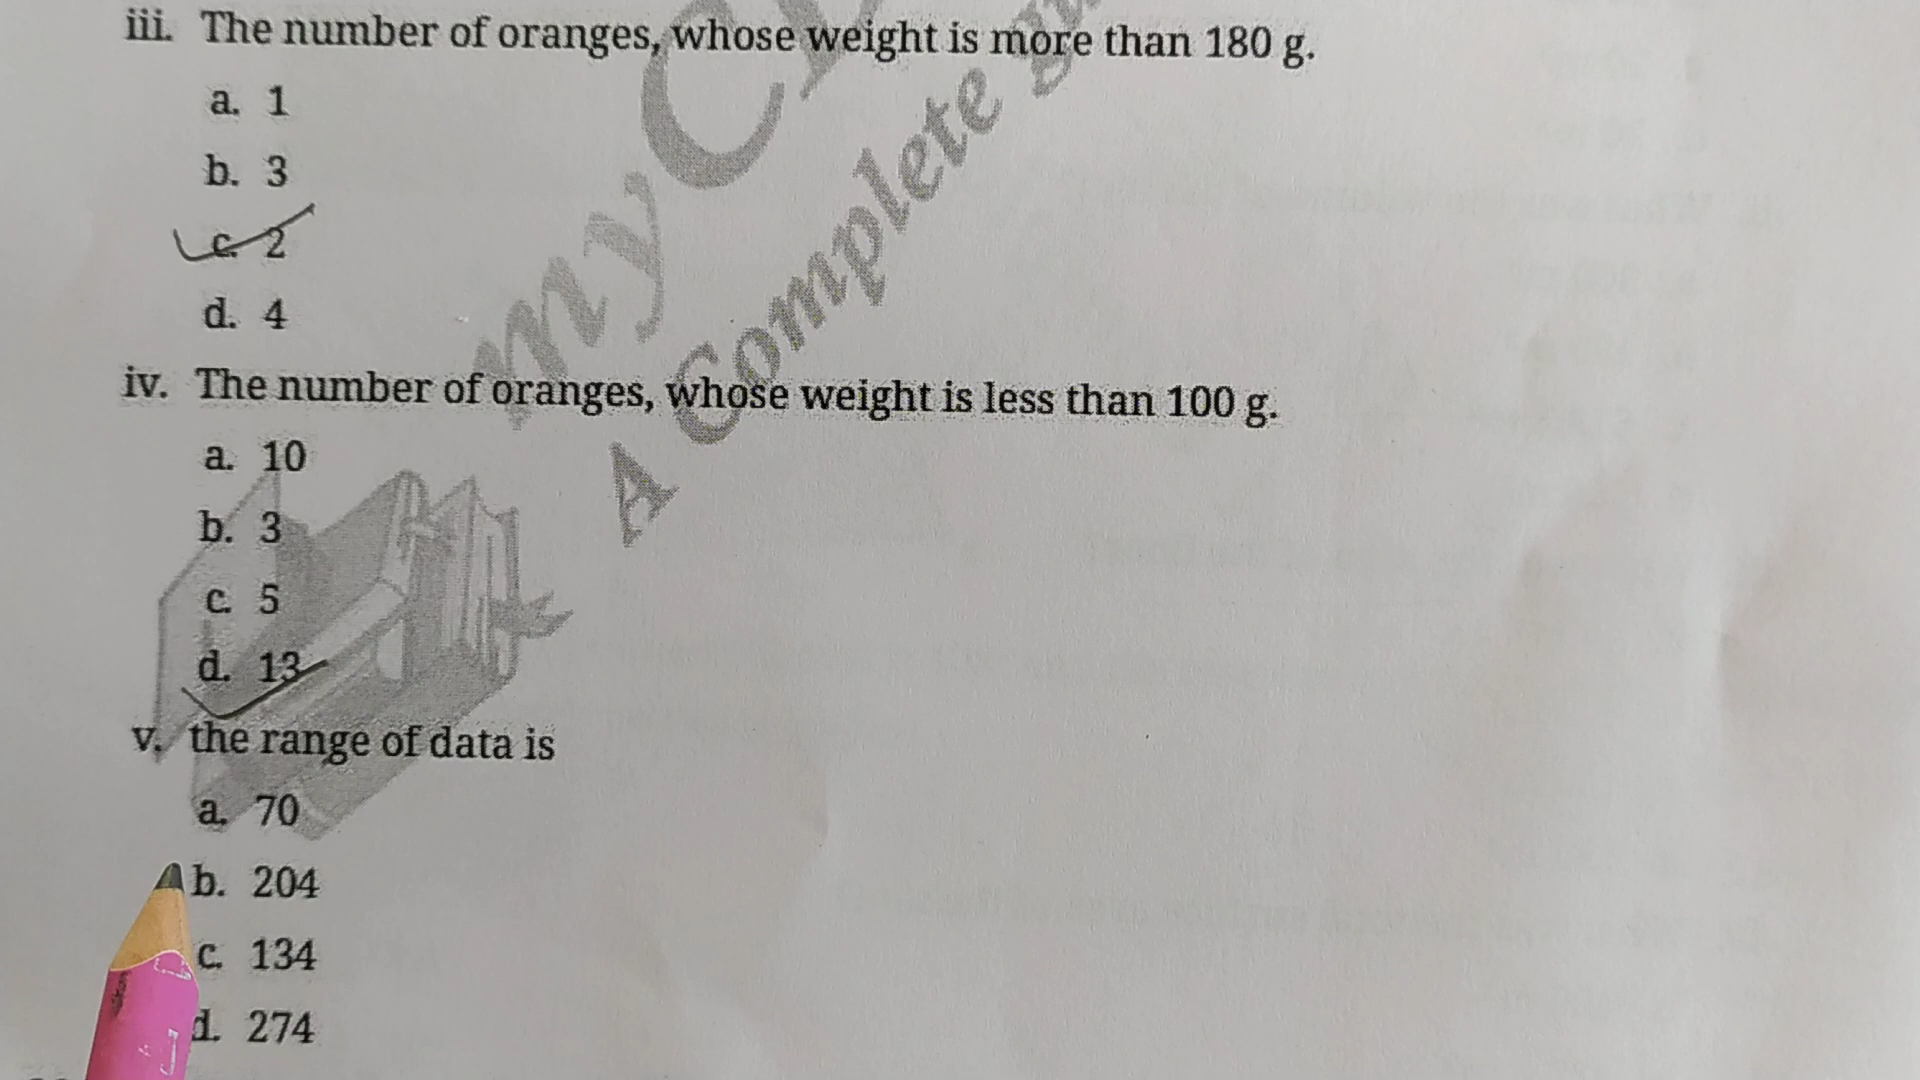 iii. The number of oranges, whose weight is more than 180 g.
a. 1
b. 3
c. 2
d. 4
iv. The number of oranges, whose weight is less than 100 g.
a. 10
b. 3
c. 5
d. 13
v. the range of data is
a. 70
b. 204
c. 134
d. 274
my
A Complete